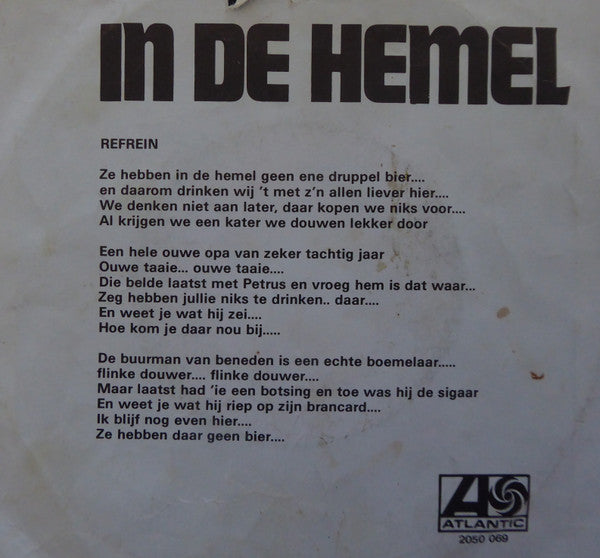 IN DE HEMEL
REFREIN
Ze hebben in de hemel geen ene druppel bier....
en daarom drinken wij 't met z'n allen liever hier....
We denken niet aan later, daar kopen we niks voor....
Al krijgen we een kater we douwen lekker door
Een hele ouwe opa van zeker tachtig jaar
Ouwe taaie... ouwe taaie....
Die belde laatst met Petrus en vroeg hem is dat waar...
Zeg hebben jullie niks te drinken.. daar....
En weet je wat hij zei....
Hoe kom je daar nou bij.....
De buurman van beneden is een echte boemelaar.....
flinke douwer.... flinke douwer....
Maar laatst had 'ie een botsing en toe was hij de sigaar
En weet je wat hij riep op zijn brancard....
Ik blijf nog even hier....
Ze hebben daar geen bier....
ATLANTIC
2050 069